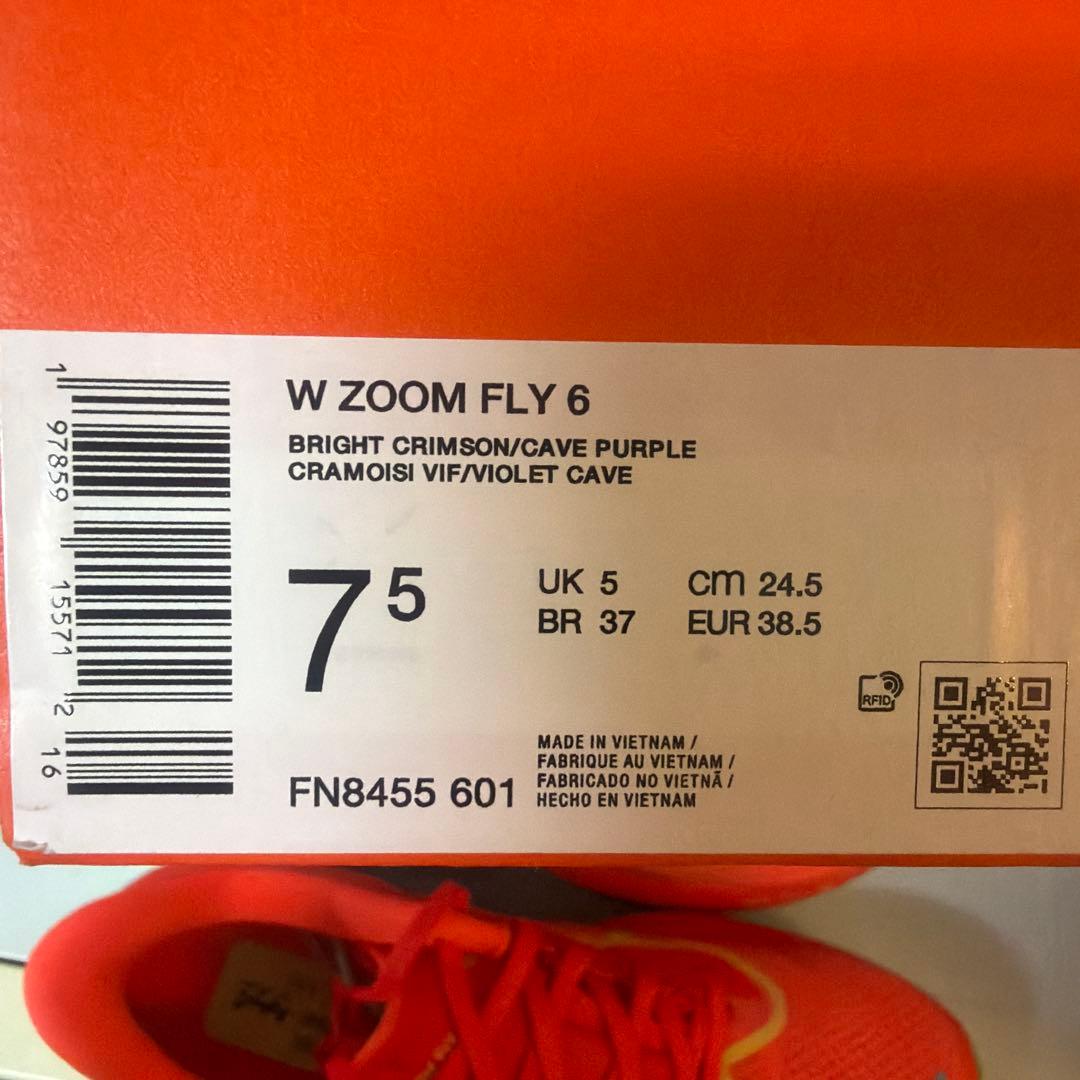 W ZOOM FLY 6
BRIGHT CRIMSON/CAVE PURPLE
CRAMOISI VIF/VIOLET CAVE
7 5
UK 5
CM 24.5
BR 37
EUR 38.5
FN8455 601
MADE IN VIETNAM /
FABRIQUE AU VIETNAM /
FABRICADO NO VIETNÃ /
HECHO EN VIETNAM
RFID
1 97859 15571 2 16